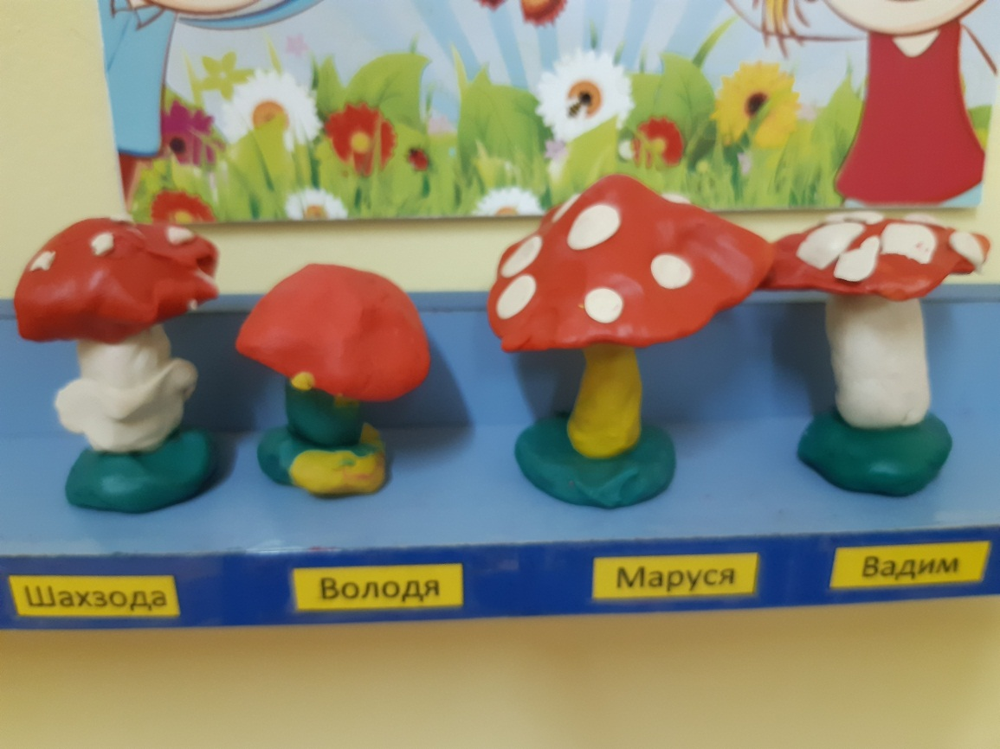 Шахзода
Володя
Маруся
Вадим